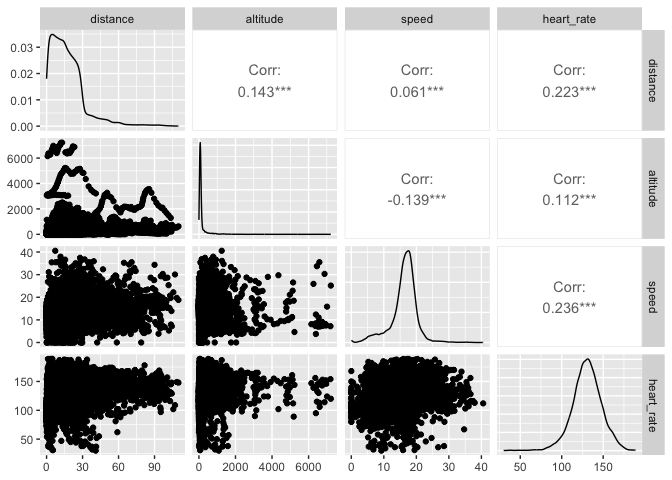 distance altitude speed heart_rate
0.03
0.02
0.01
0.00
Corr:
0.143***
Corr:
0.061***
Corr:
0.223***
distance
6000
4000
2000
0
Corr:
-0.139***
Corr:
0.112***
altitude
40
30
20
10
0
Corr:
0.236***
speed
150
100
50
heart_rate
0 30 60 90 0 2000 4000 6000 0 10 20 30 40 50 100 150